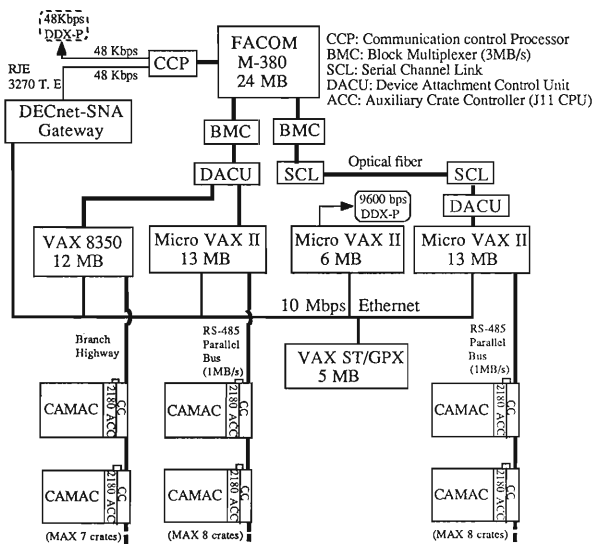 48Kbps
DDX-P
48 Kbps
48 Kbps
RJE
3270 T. E
CCP
FACOM
M-380
24 MB
CCP: Communication control Processor
BMC: Block Multiplexer (3MB/s)
SCL: Serial Channel Link
DACU: Device Attachment Control Unit
ACC: Auxiliary Crate Controller (J11 CPU)
DECnet-SNA
Gateway
BMC
BMC
Optical fiber
DACU
SCL
SCL
9600 bps
DDX-P
DACU
VAX 8350
12 MB
Micro VAX II
13 MB
Micro VAX II
6 MB
Micro VAX II
13 MB
10 Mbps Ethernet
Branch
Highway
RS-485
Parallel
Bus
(1MB/s)
VAX ST/GPX
5 MB
RS-485
Parallel
Bus
(1MB/s)
CAMAC
2180 ACC
CC
CAMAC
2180 ACC
CC
CAMAC
2180 ACC
CC
CAMAC
2180 ACC
CC
CAMAC
2180 ACC
CC
CAMAC
2180 ACC
CC
(MAX 7 crates)
(MAX 8 crates)
(MAX 8 crates)